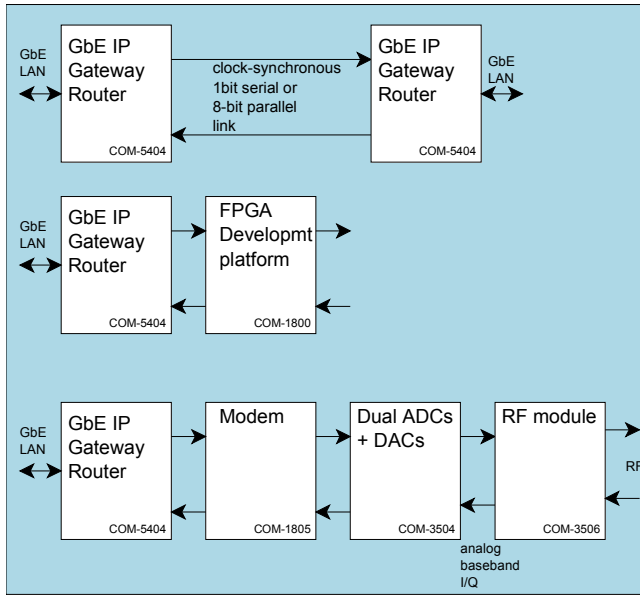 GbE
LAN
GbE IP
Gateway
Router
COM-5404
clock-synchronous
1bit serial or
8-bit parallel
link
GbE IP
Gateway
Router
COM-5404
GbE
LAN
GbE
LAN
GbE IP
Gateway
Router
COM-5404
FPGA
Developmt
platform
COM-1800
GbE
LAN
GbE IP
Gateway
Router
COM-5404
Modem
COM-1805
Dual ADCs
+ DACs
COM-3504
analog
baseband
I/Q
RF module
COM-3506
RF